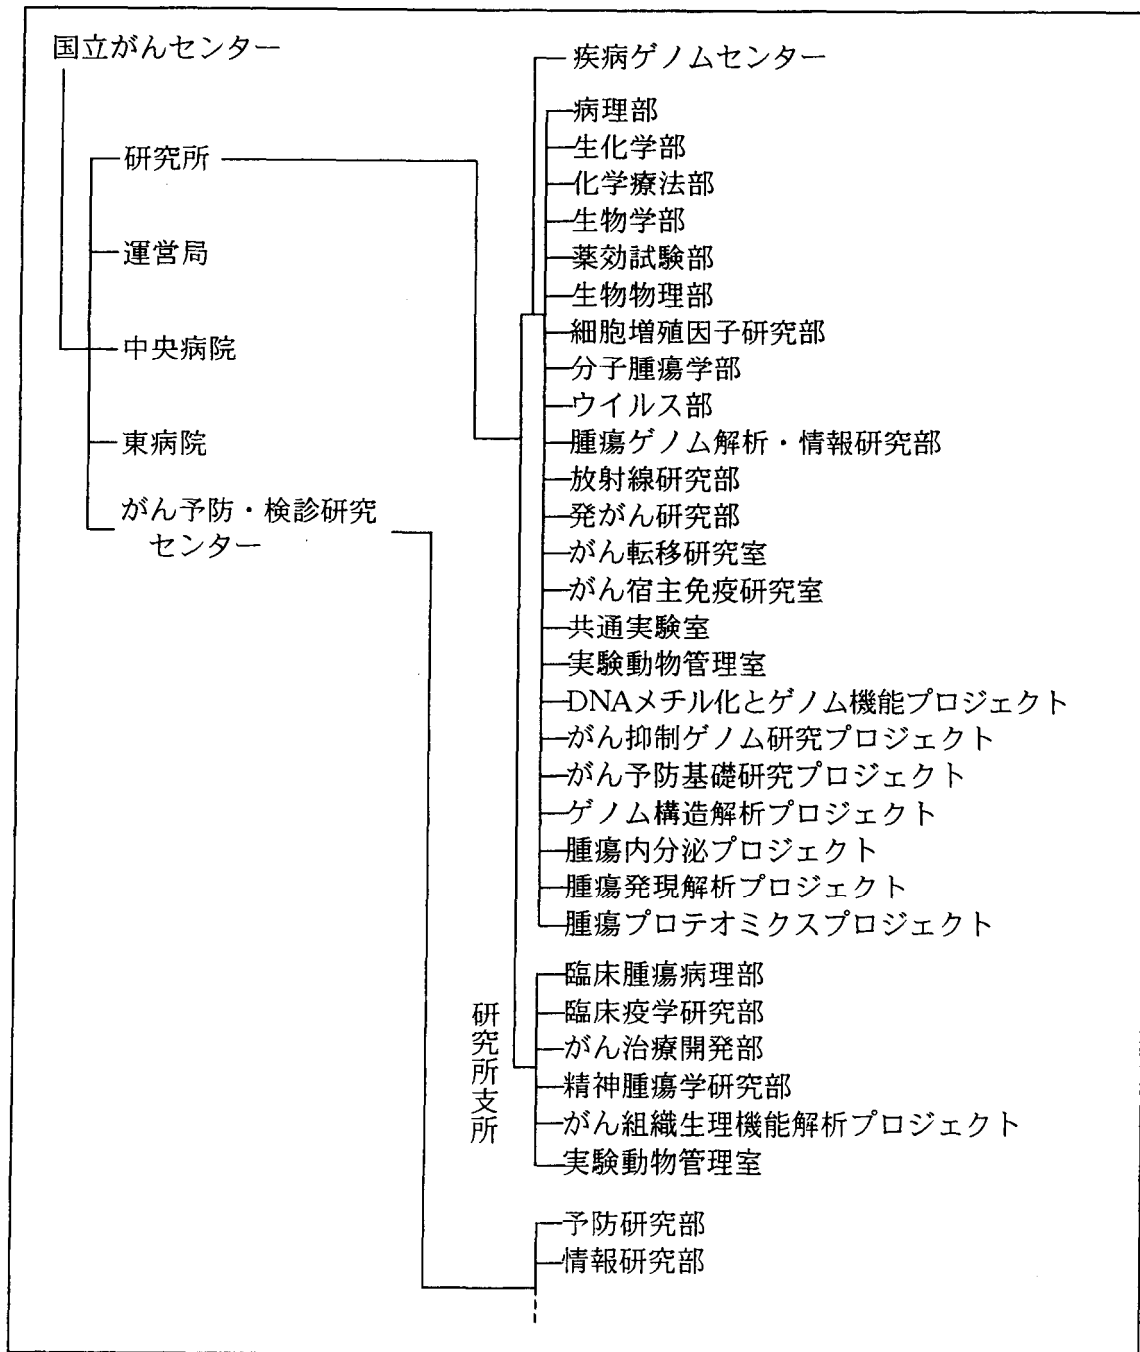 国立がんセンター
研究所
運営局
中央病院
東病院
がん予防・検診研究
センター
疾病ゲノムセンター
病理部
生化学部
化学療法部
生物学部
薬効試験部
生物物理部
細胞増殖因子研究部
分子腫瘍学部
ウイルス部
腫瘍ゲノム解析・情報研究部
放射線研究部
発がん研究部
がん転移研究室
がん宿主免疫研究室
共通実験室
実験動物管理室
DNAメチル化とゲノム機能プロジェクト
がん抑制ゲノム研究プロジェクト
がん予防基礎研究プロジェクト
ゲノム構造解析プロジェクト
腫瘍内分泌プロジェクト
腫瘍発現解析プロジェクト
腫瘍プロテオミクスプロジェクト
研究所支所
臨床腫瘍病理部
臨床疫学研究部
がん治療開発部
精神腫瘍学研究部
がん組織生理機能解析プロジェクト
実験動物管理室
予防研究部
情報研究部